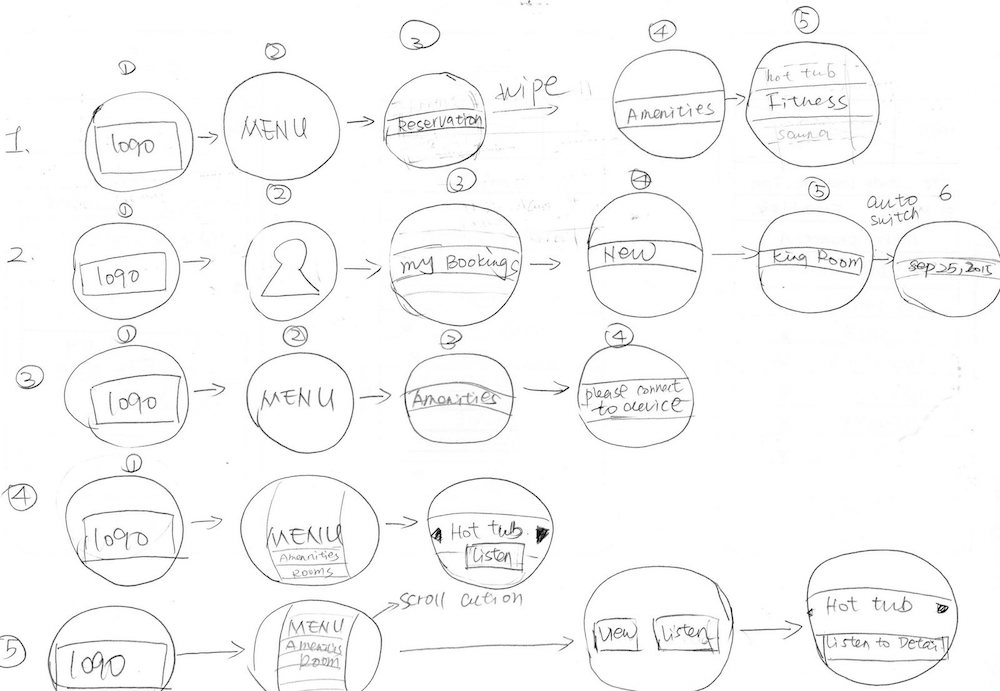 1.
①
logo
②
MENU
③
Reservation
swipe
④
Amenities
⑤
hot tub
Fitness
sauna
2.
①
logo
②
③
my Bookings
④
New
⑤
King Room
auto
switch
6
Sep 25, 2015
③
①
logo
②
MENU
③
Amenities
④
please connect
to device
④
①
logo
MENU
Amenities
Rooms
Hot tub
Listen
⑤
logo
MENU
Amenities
Room
scroll action
View
Listen
Hot tub
Listen to Detail